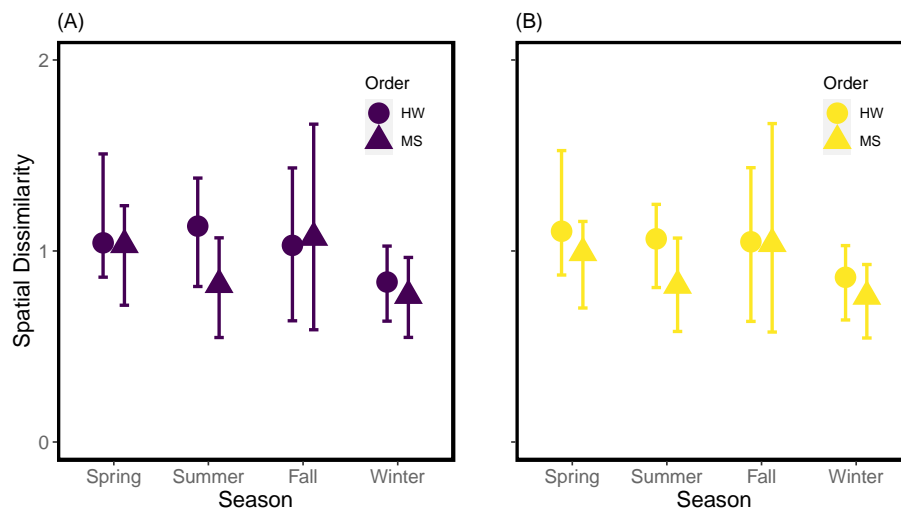 (A)
(B)
2
1
0
Spatial Dissimilarity
Order
HW
MS
Order
HW
MS
Spring Summer Fall Winter
Season
Spring Summer Fall Winter
Season